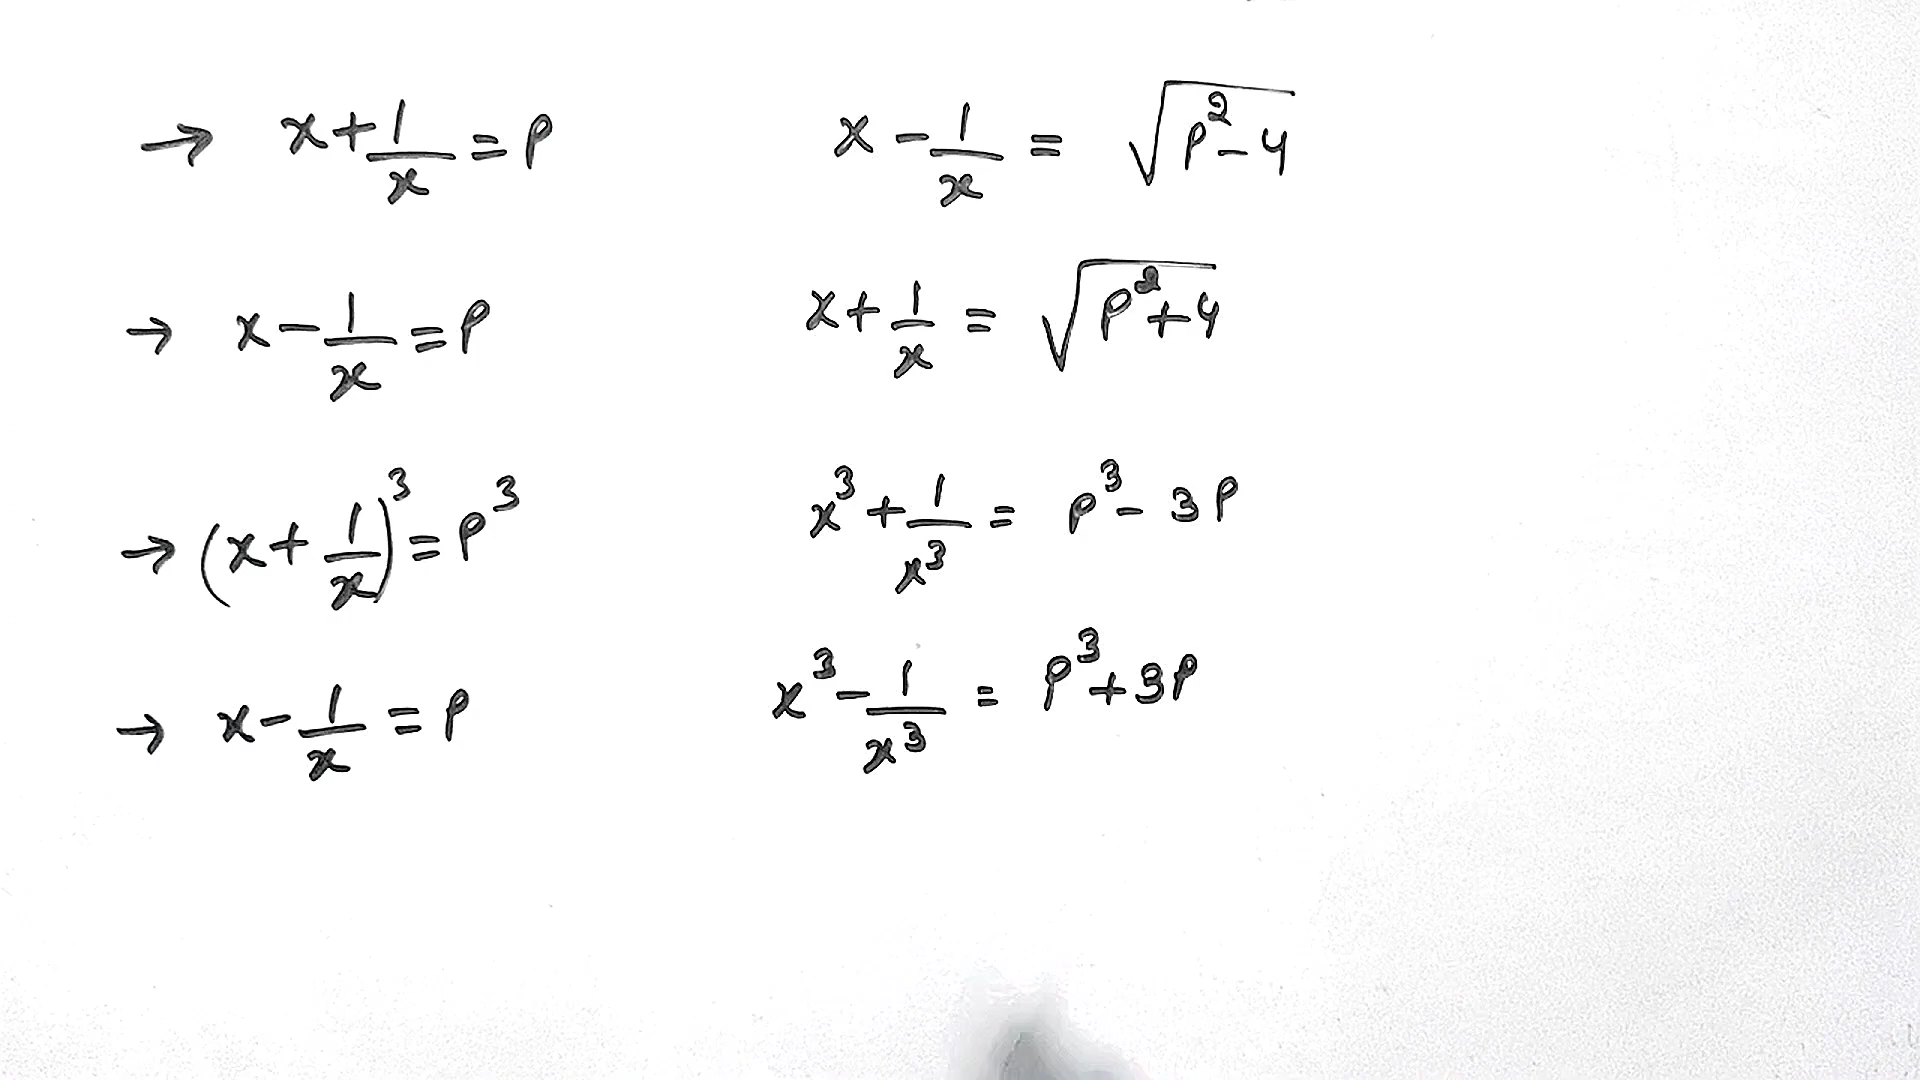 → x + 1/x = P    x - 1/x = √(P² - 4)
→ x - 1/x = P    x + 1/x = √(P² + 4)
→ (x + 1/x)³ = P³    x³ + 1/x³ = P³ - 3P
→ x - 1/x = P    x³ - 1/x³ = P³ + 3P